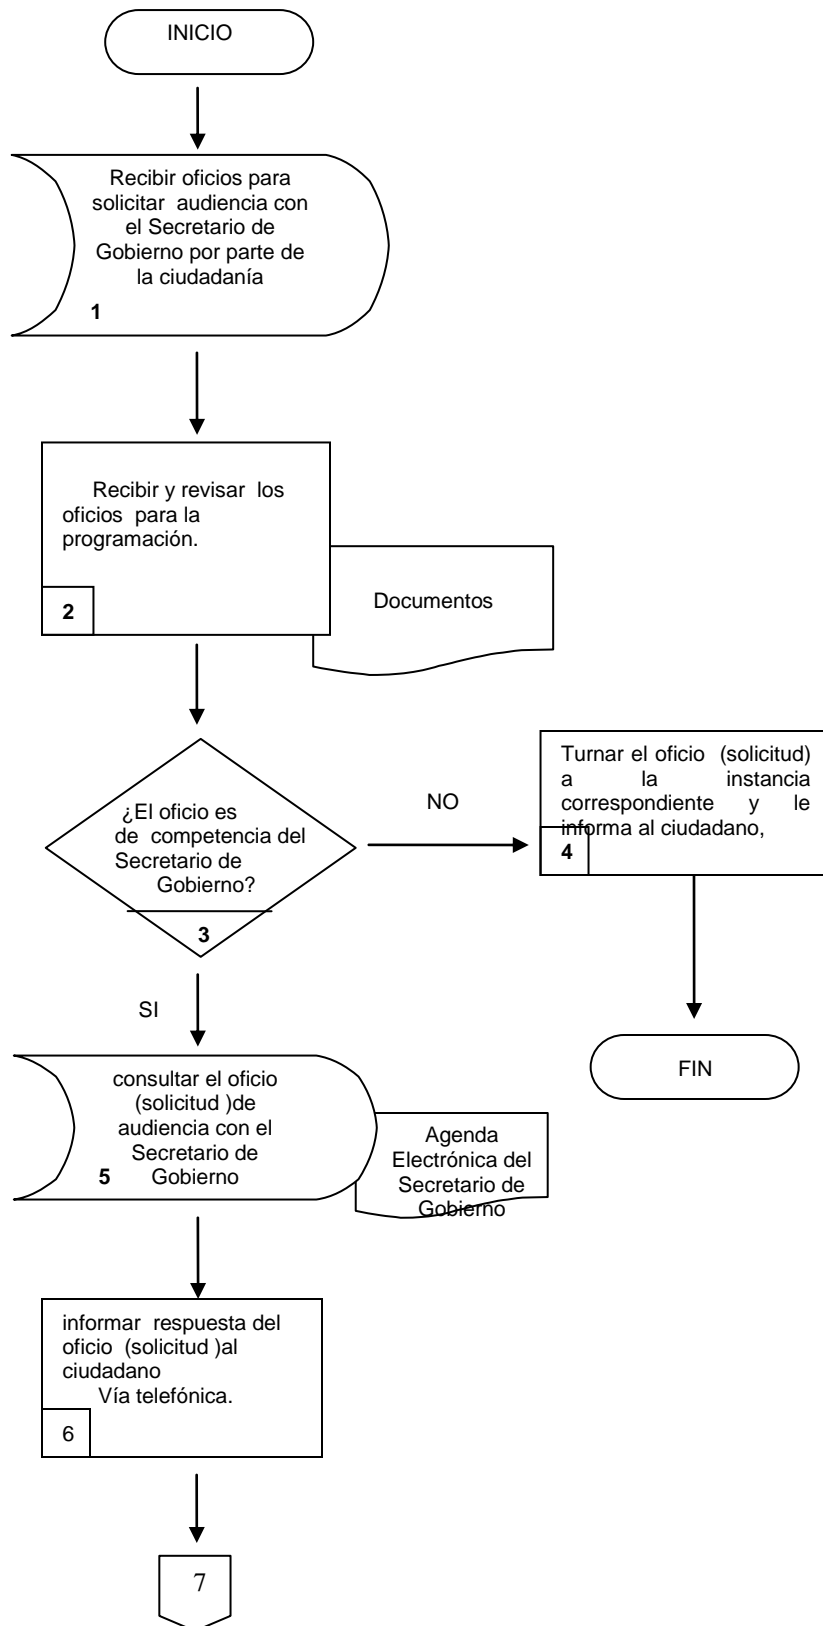 INICIO
Recibir oficios para
solicitar audiencia con
el Secretario de
Gobierno por parte de
la ciudadanía
1
Recibir y revisar los
oficios para la
programación.
2
Documentos
¿El oficio es
de competencia del
Secretario de
Gobierno?
3
NO
Turnar el oficio (solicitud)
a la instancia
correspondiente y le
informa al ciudadano,
4
FIN
SI
consultar el oficio
(solicitud )de
audiencia con el
Secretario de
5 Gobierno
Agenda
Electrónica del
Secretario de
Gobierno
informar respuesta del
oficio (solicitud )al
ciudadano
Vía telefónica.
6
7